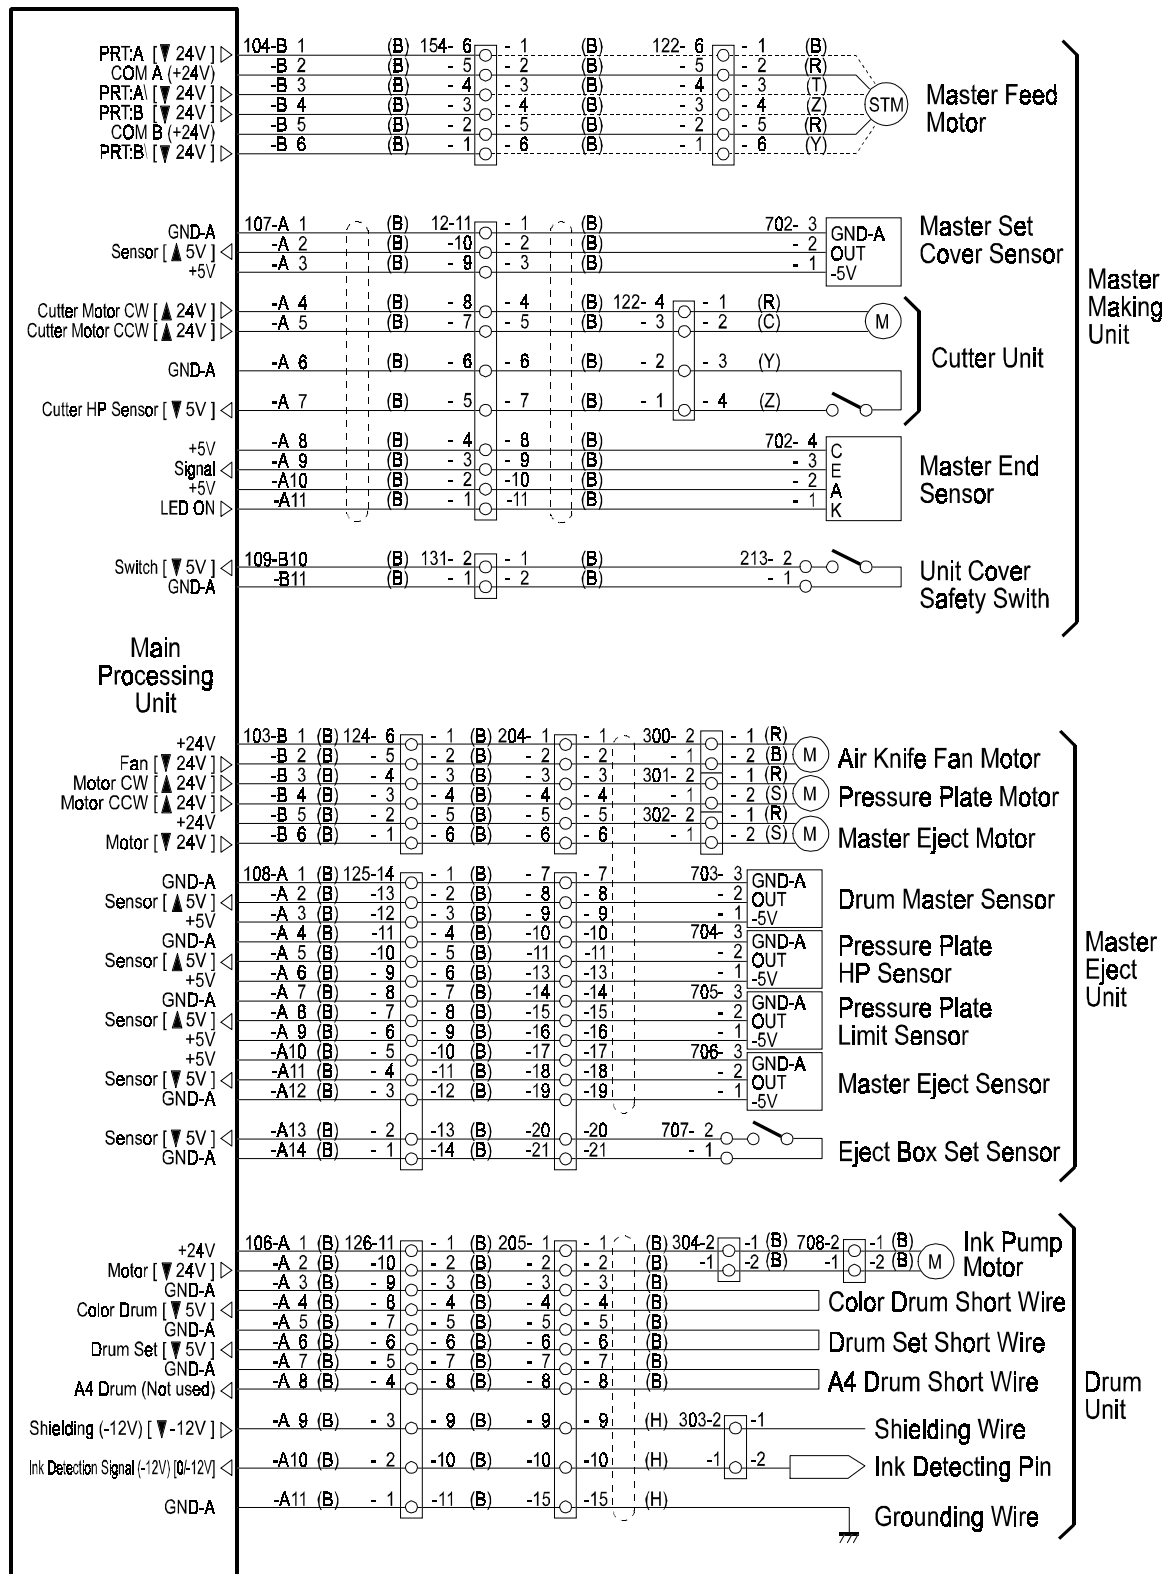 PRT:A [▼ 24V ] ▷ 104-B 1 (B) 154- 6 - 1 (B) 122- 6 - 1 (B)
COM A (+24V) -B 2 (B) - 5 - 2 (B) - 5 - 2 (R)
PRT:A\ [▼ 24V ] ▷ -B 3 (B) - 4 - 3 (B) - 4 - 3 (T)
PRT:B [▼ 24V ] ▷ -B 4 (B) - 3 - 4 (B) - 3 - 4 (Z)
COM B (+24V) -B 5 (B) - 2 - 5 (B) - 2 - 5 (R)
PRT:B\ [▼ 24V ] ▷ -B 6 (B) - 1 - 6 (B) - 1 - 6 (Y)
STM
Master Feed
Motor
GND-A 107-A 1 (B) 12-11 - 1 (B) 702- 3 GND-A
Sensor [▲ 5V ] ◁ -A 2 (B) -10 - 2 (B) - 2 OUT
+5V -A 3 (B) - 9 - 3 (B) - 1 -5V
Master Set
Cover Sensor
Cutter Motor CW [▲ 24V ] ▷ -A 4 (B) - 8 - 4 (B) 122- 4 - 1 (R)
Cutter Motor CCW [▲ 24V ] ▷ -A 5 (B) - 7 - 5 (B) - 3 - 2 (C)
M
GND-A -A 6 (B) - 6 - 6 (B) - 2 - 3 (Y)
Cutter HP Sensor [▼ 5V ] ◁ -A 7 (B) - 5 - 7 (B) - 1 - 4 (Z)
Cutter Unit
+5V -A 8 (B) - 4 - 8 (B) 702- 4 C
Signal ◁ -A 9 (B) - 3 - 9 (B) - 3 E
+5V -A10 (B) - 2 -10 (B) - 2 A
LED ON ▷ -A11 (B) - 1 -11 (B) - 1 K
Master End
Sensor
Switch [▼ 5V ] ◁ 109-B10 (B) 131- 2 - 1 (B) 213- 2
GND-A -B11 (B) - 1 - 2 (B) - 1
Unit Cover
Safety Swith
Master
Making
Unit
Main
Processing
Unit
+24V 103-B 1 (B) 124- 6 - 1 (B) 204- 1 - 1 300- 2 - 1 (R)
Fan [▼ 24V ] ▷ -B 2 (B) - 5 - 2 (B) - 2 - 2 - 1 - 2 (B) M Air Knife Fan Motor
Motor CW [▲ 24V ] ▷ -B 3 (B) - 4 - 3 (B) - 3 - 3 301- 2 - 1 (R)
Motor CCW [▲ 24V ] ▷ -B 4 (B) - 3 - 4 (B) - 4 - 4 - 1 - 2 (S) M Pressure Plate Motor
+24V -B 5 (B) - 2 - 5 (B) - 5 - 5 302- 2 - 1 (R)
Motor [▼ 24V ] ▷ -B 6 (B) - 1 - 6 (B) - 6 - 6 - 1 - 2 (S) M Master Eject Motor
GND-A 108-A 1 (B) 125-14 - 1 (B) - 7 - 7 703- 3 GND-A
Sensor [▲ 5V ] ◁ -A 2 (B) -13 - 2 (B) - 8 - 8 - 2 OUT
+5V -A 3 (B) -12 - 3 (B) - 9 - 9 - 1 -5V
Drum Master Sensor
GND-A -A 4 (B) -11 - 4 (B) -10 -10 704- 3 GND-A
Sensor [▲ 5V ] ◁ -A 5 (B) -10 - 5 (B) -11 -11 - 2 OUT
+5V -A 6 (B) - 9 - 6 (B) -13 -13 - 1 -5V
Pressure Plate
HP Sensor
GND-A -A 7 (B) - 8 - 7 (B) -14 -14 705- 3 GND-A
Sensor [▲ 5V ] ◁ -A 8 (B) - 7 - 8 (B) -15 -15 - 2 OUT
+5V -A 9 (B) - 6 - 9 (B) -16 -16 - 1 -5V
Pressure Plate
Limit Sensor
+5V -A10 (B) - 5 -10 (B) -17 -17 706- 3 GND-A
Sensor [▼ 5V ] ◁ -A11 (B) - 4 -11 (B) -18 -18 - 2 OUT
GND-A -A12 (B) - 3 -12 (B) -19 -19 - 1 -5V
Master Eject Sensor
Sensor [▼ 5V ] ◁ -A13 (B) - 2 -13 (B) -20 -20 707- 2
GND-A -A14 (B) - 1 -14 (B) -21 -21 - 1
Eject Box Set Sensor
Master
Eject
Unit
+24V 106-A 1 (B) 126-11 - 1 (B) 205- 1 - 1 (B) 304-2 -1 (B) 708-2 -1 (B)
Motor [▼ 24V ] ▷ -A 2 (B) -10 - 2 (B) - 2 - 2 (B) -1 -2 (B) -1 -2 (B) M
Ink Pump
Motor
GND-A -A 3 (B) - 9 - 3 (B) - 3 - 3 (B)
Color Drum [▼ 5V ] ◁ -A 4 (B) - 8 - 4 (B) - 4 - 4 (B) Color Drum Short Wire
GND-A -A 5 (B) - 7 - 5 (B) - 5 - 5 (B)
Drum Set [▼ 5V ] ◁ -A 6 (B) - 6 - 6 (B) - 6 - 6 (B) Drum Set Short Wire
GND-A -A 7 (B) - 5 - 7 (B) - 7 - 7 (B)
A4 Drum (Not used) ◁ -A 8 (B) - 4 - 8 (B) - 8 - 8 (B) A4 Drum Short Wire
Shielding (-12V) [▼-12V ] ▷ -A 9 (B) - 3 - 9 (B) - 9 - 9 (H) 303-2 -1 Shielding Wire
Ink Detection Signal (-12V) [0/-12V] ◁ -A10 (B) - 2 -10 (B) -10 -10 (H) -1 -2 Ink Detecting Pin
GND-A -A11 (B) - 1 -11 (B) -15 -15 (H) Grounding Wire
Drum
Unit